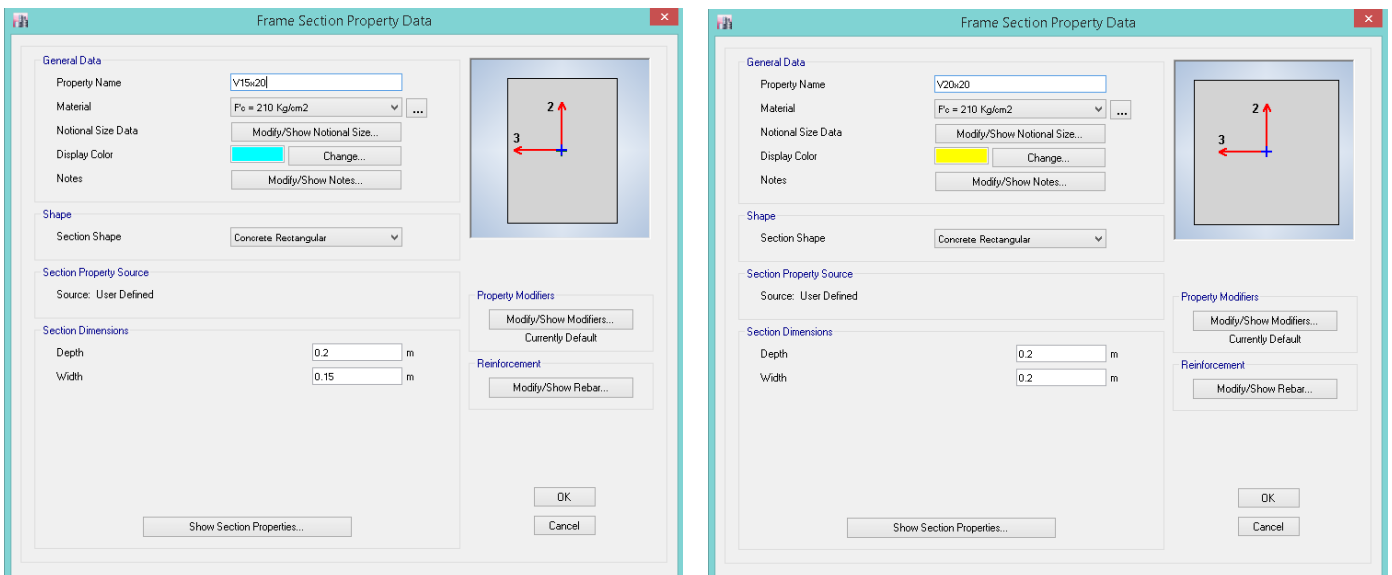 Frame Section Property Data
General Data
Property Name V15x20
Material f'c = 210 Kg/cm2 ...
Notional Size Data Modify/Show Notional Size...
Display Color Change...
Notes Modify/Show Notes...
2
3
Shape
Section Shape Concrete Rectangular
Section Property Source
Source: User Defined
Property Modifiers
Modify/Show Modifiers...
Currently Default
Section Dimensions
Depth 0.2 m
Width 0.15 m
Reinforcement
Modify/Show Rebar...
OK
Show Section Properties...
Cancel
Frame Section Property Data
General Data
Property Name V20x20
Material f'c = 210 Kg/cm2 ...
Notional Size Data Modify/Show Notional Size...
Display Color Change...
Notes Modify/Show Notes...
2
3
Shape
Section Shape Concrete Rectangular
Section Property Source
Source: User Defined
Property Modifiers
Modify/Show Modifiers...
Currently Default
Section Dimensions
Depth 0.2 m
Width 0.2 m
Reinforcement
Modify/Show Rebar...
OK
Show Section Properties...
Cancel